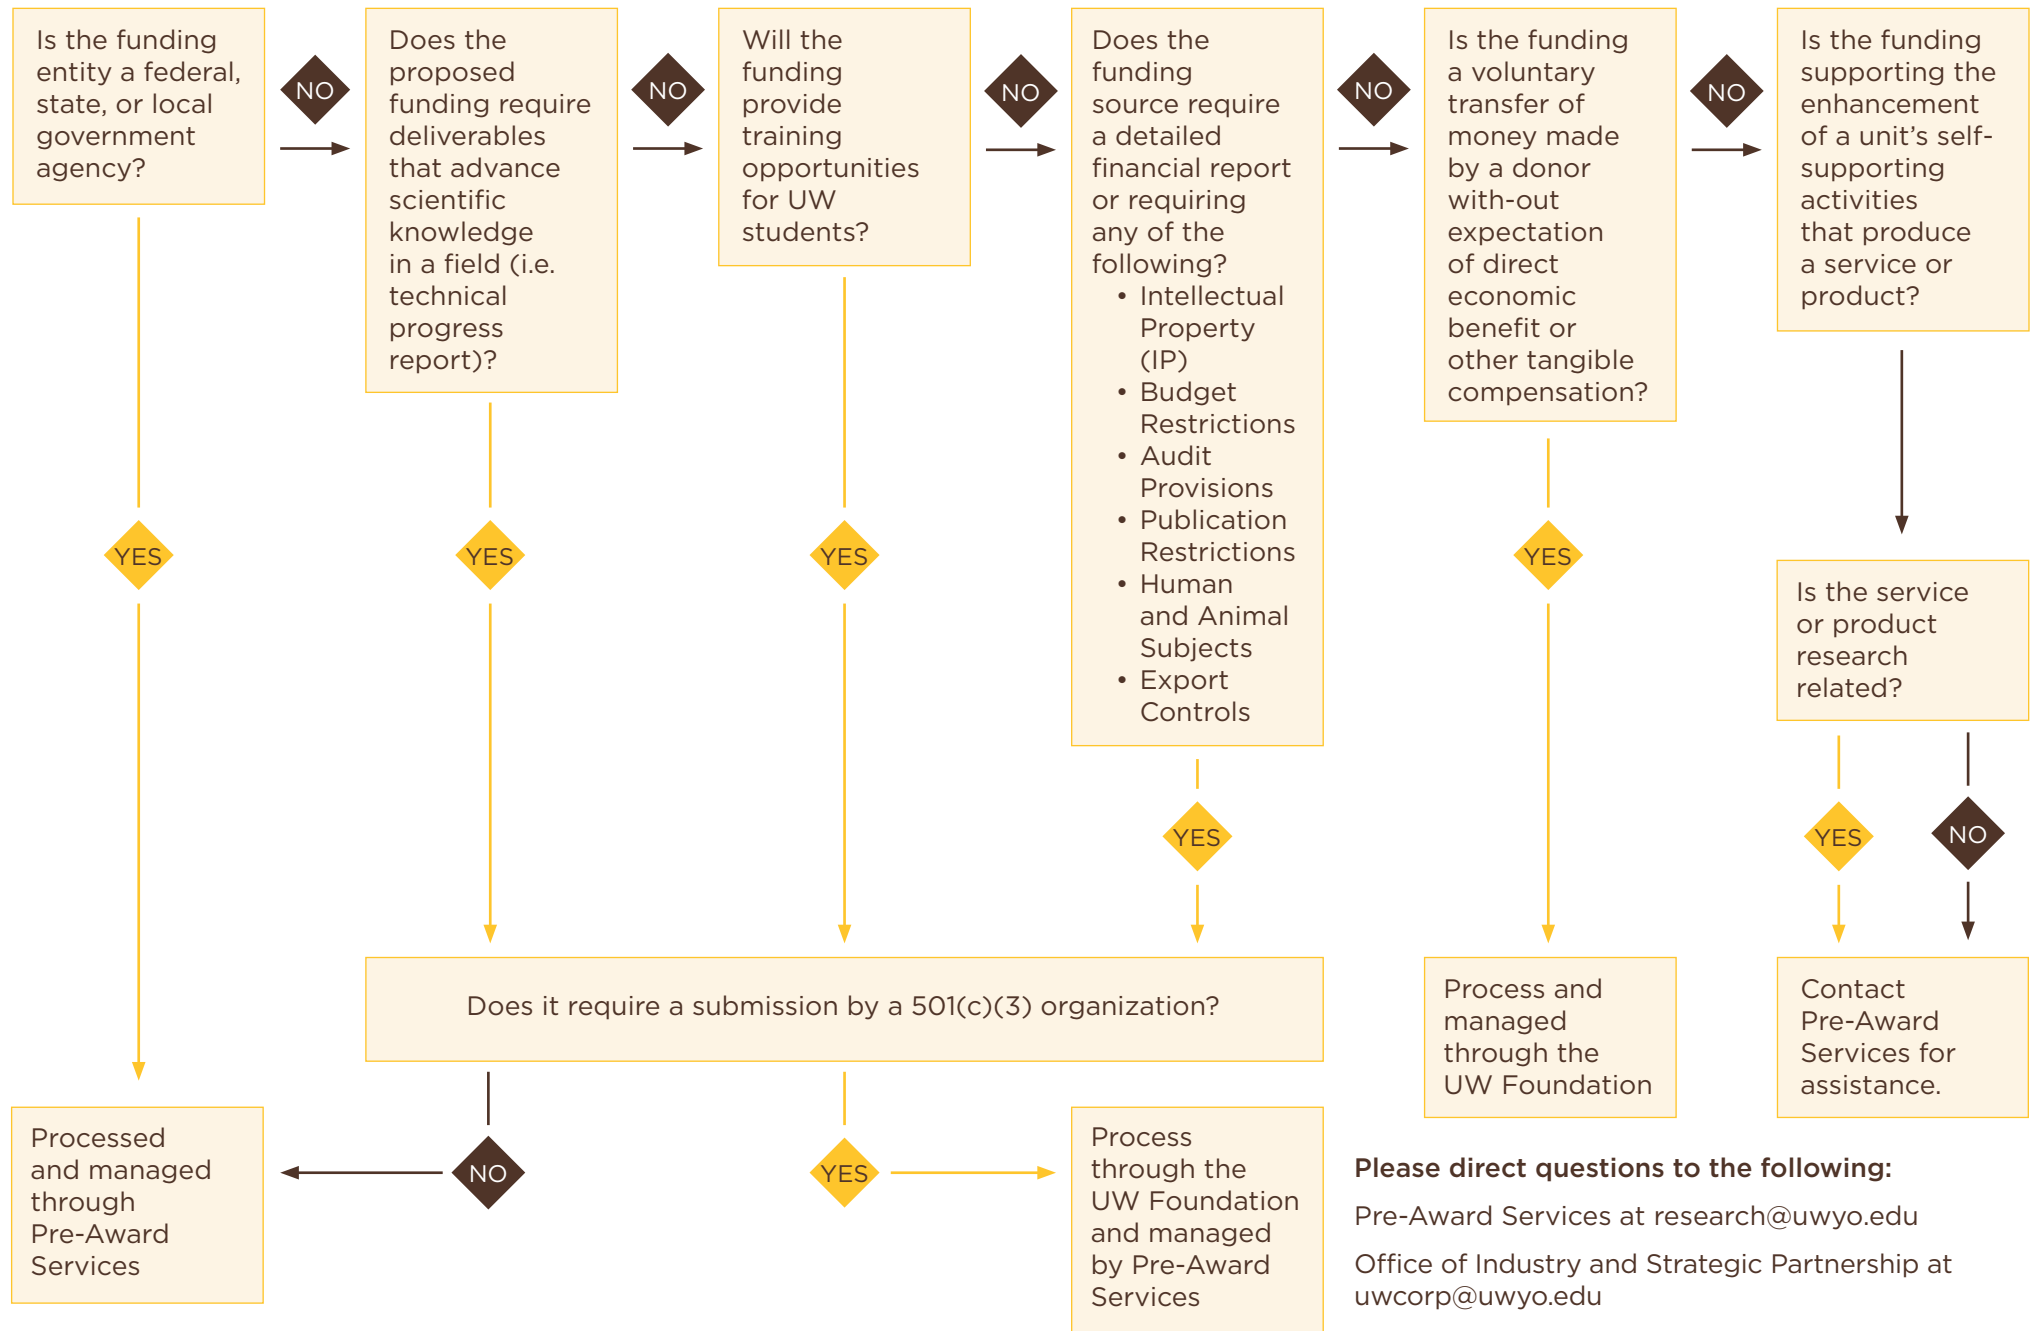 Is the funding
entity a federal,
state, or local
government
agency?
NO
Does the
proposed
funding require
deliverables
that advance
scientific
knowledge
in a field (i.e.
technical
progress
report)?
NO
Will the
funding
provide
training
opportunities
for UW
students?
NO
Does the
funding
source require
a detailed
financial report
or requiring
any of the
following?
• Intellectual
Property
(IP)
• Budget
Restrictions
• Audit
Provisions
• Publication
Restrictions
• Human
and Animal
Subjects
• Export
Controls
NO
Is the funding
a voluntary
transfer of
money made
by a donor
with-out
expectation
of direct
economic
benefit or
other tangible
compensation?
NO
Is the funding
supporting the
enhancement
of a unit's self-
supporting
activities
that produce
a service or
product?
YES
YES
YES
YES
YES
Is the service
or product
research
related?
YES
NO
Does it require a submission by a 501(c)(3) organization?
Process and
managed
through the
UW Foundation
Contact
Pre-Award
Services for
assistance.
Processed
and managed
through
Pre-Award
Services
NO
YES
Process
through the
UW Foundation
and managed
by Pre-Award
Services
Please direct questions to the following:
Pre-Award Services at research@uwyo.edu
Office of Industry and Strategic Partnership at
uwcorp@uwyo.edu